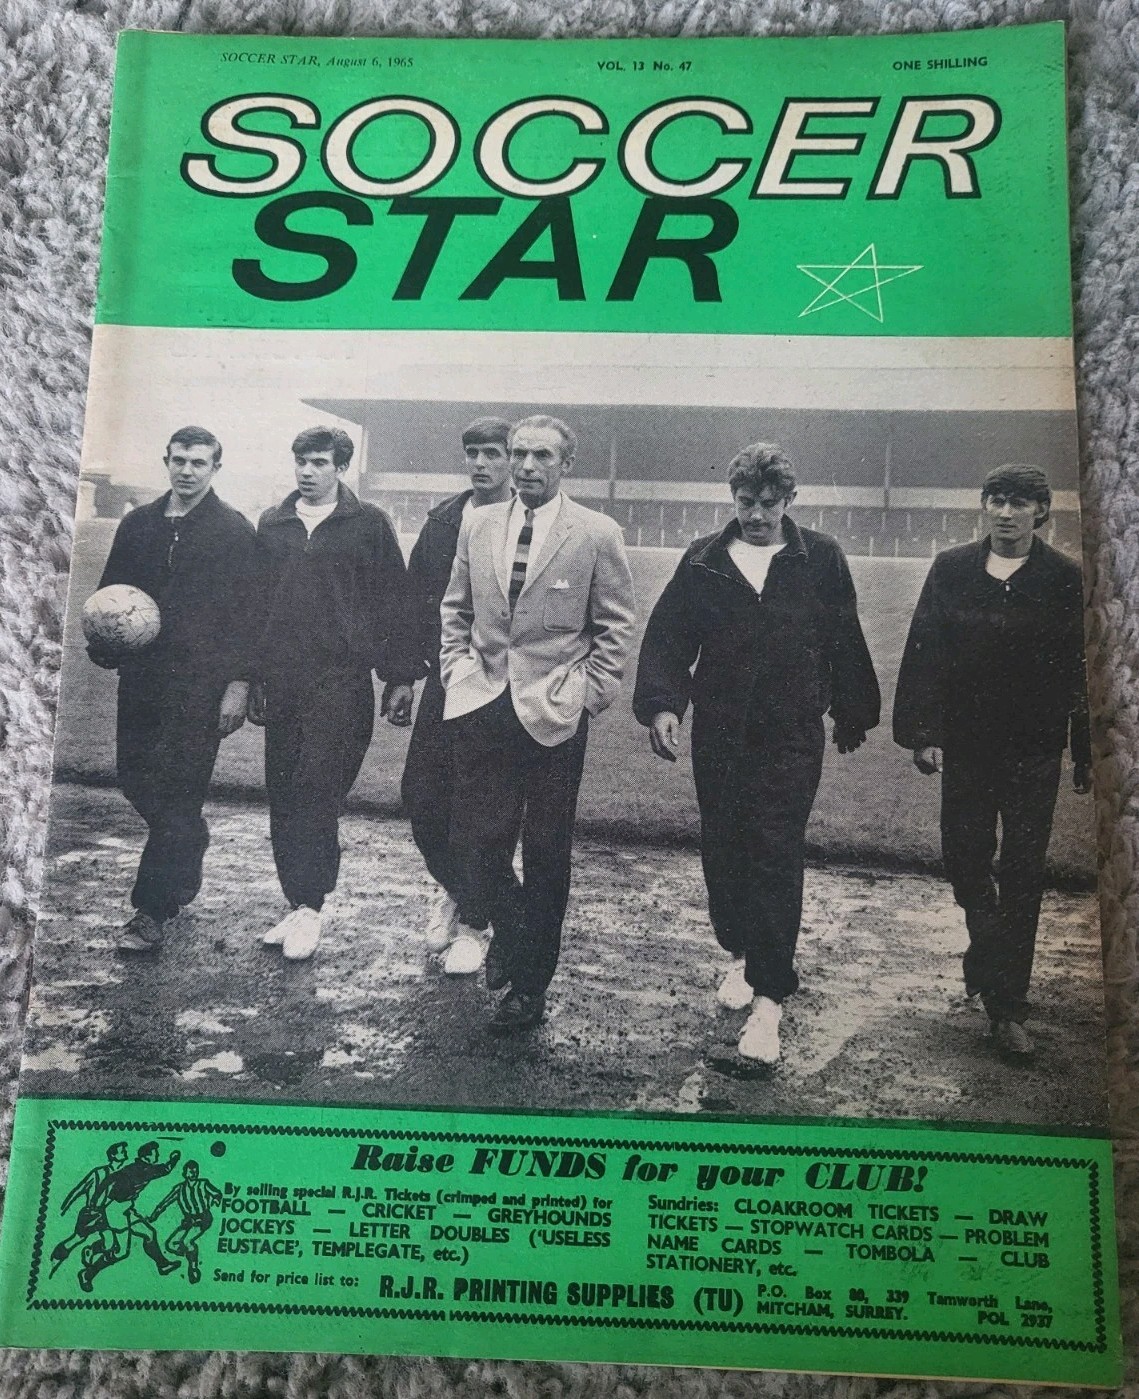 SOCCER STAR, August 6, 1965
VOL. 13 No. 47
ONE SHILLING
SOCCER
STAR
Raise FUNDS for your CLUB!
By selling special R.J.R. Tickets (crimped and printed) for
FOOTBALL — CRICKET — GREYHOUNDS
JOCKEYS — LETTER DOUBLES ('USELESS
EUSTACE', TEMPLEGATE, etc.)
Sundries: CLOAKROOM TICKETS — DRAW
TICKETS — STOPWATCH CARDS — PROBLEM
NAME CARDS — TOMBOLA — CLUB
STATIONERY, etc.
Send for price list to: R.J.R. PRINTING SUPPLIES (TU)
P.O. Box 80, 339 Tamworth Lane,
MITCHAM, SURREY. POL 2937